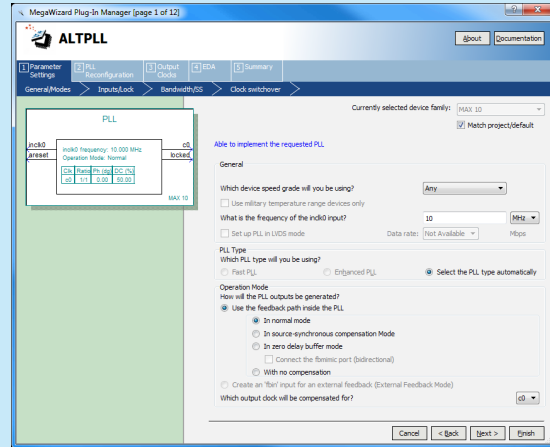 MegaWizard Plug-In Manager [page 1 of 12]
ALTPLL
About
Documentation
1 Parameter Settings
2 PLL Reconfiguration
3 Output Clocks
4 EDA
5 Summary
General/Modes
Inputs/Lock
Bandwidth/SS
Clock switchover
PLL
inclk0
areset
inclk0 frequency: 10.000 MHz
Operation Mode: Normal
Clk Ratio Ph (dg) DC (%)
c0 1/1 0.00 50.00
c0
locked
MAX 10
Currently selected device family: MAX 10
Match project/default
Able to implement the requested PLL
General
Which device speed grade will you be using? Any
Use military temperature range devices only
What is the frequency of the inclk0 input? 10 MHz
Set up PLL in LVDS mode Data rate: Not Available Mbps
PLL Type
Which PLL type will you be using?
Fast PLL Enhanced PLL Select the PLL type automatically
Operation Mode
How will the PLL outputs be generated?
Use the feedback path inside the PLL
In normal mode
In source-synchronous compensation Mode
In zero delay buffer mode
Connect the fbmimic port (bidirectional)
With no compensation
Create an 'fbin' input for an external feedback (External Feedback Mode)
Which output clock will be compensated for? c0
Cancel < Back Next > Finish